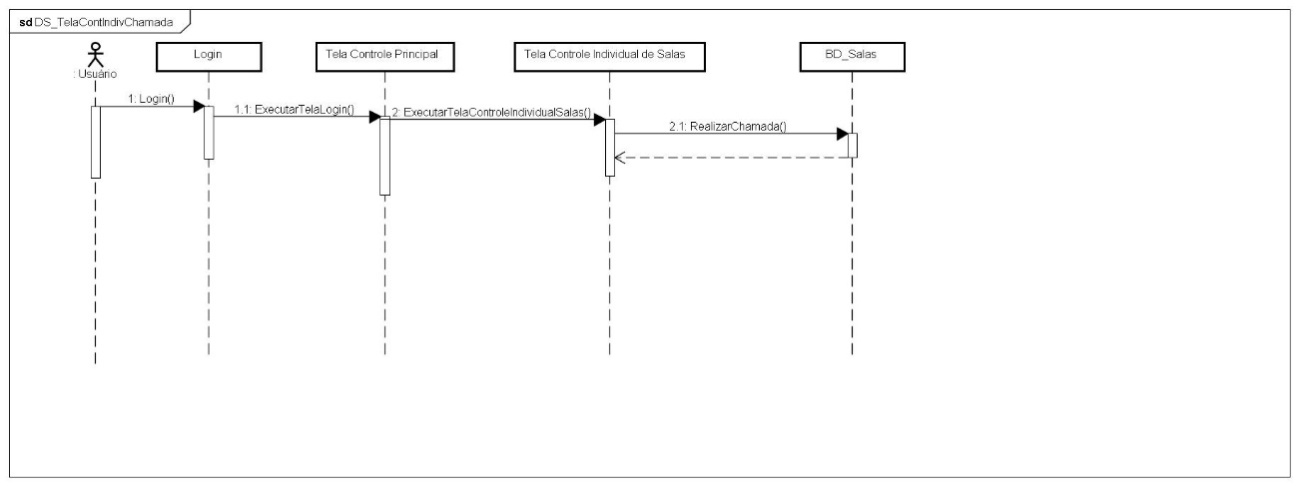 sd DS_TelaContIndivChamada
: Usuário
Login
Tela Controle Principal
Tela Controle Individual de Salas
BD_Salas
1: Login()
1.1: ExecutarTelaLogin()
2: ExecutarTelaControleIndividualSalas()
2.1: RealizarChamada()